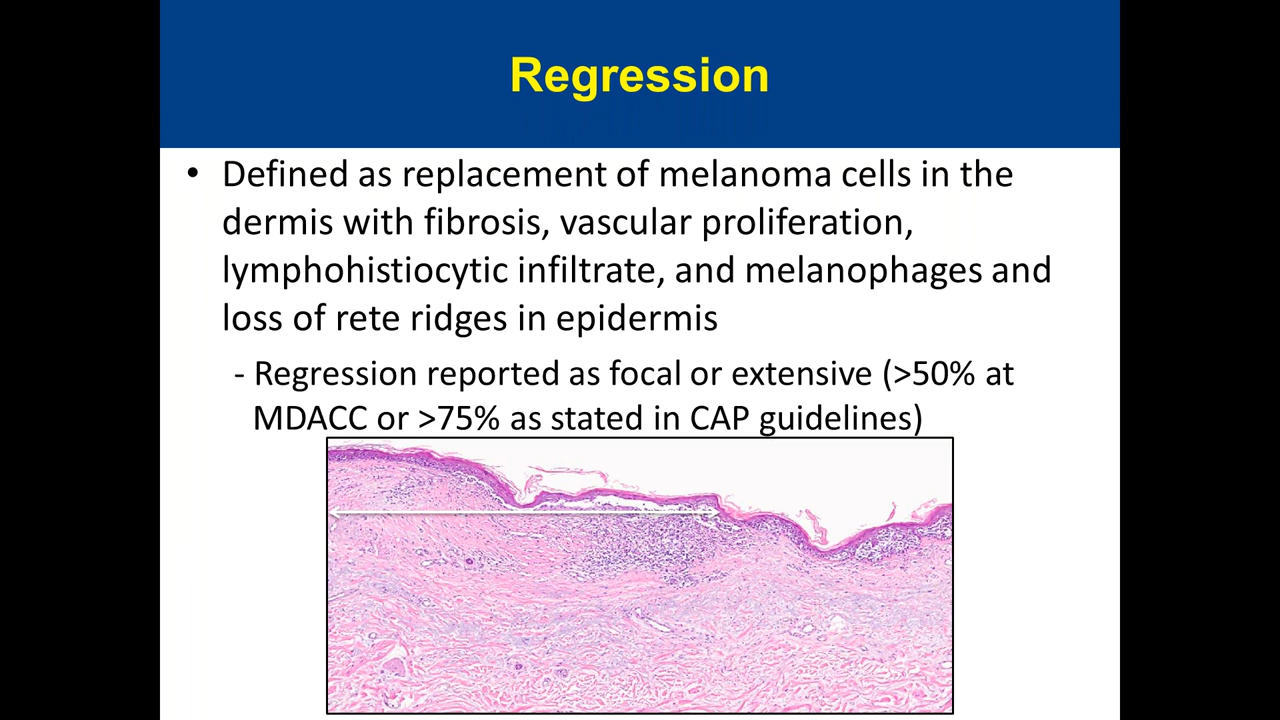 Regression
• Defined as replacement of melanoma cells in the
dermis with fibrosis, vascular proliferation,
lymphohistiocytic infiltrate, and melanophages and
loss of rete ridges in epidermis
- Regression reported as focal or extensive (>50% at
MDACC or >75% as stated in CAP guidelines)